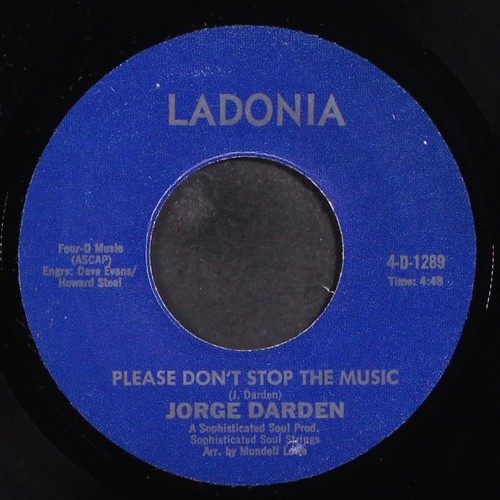 LADONIA
Four-D Music
(ASCAP)
Engrs: Dave Evans/
Howard Steel
4-D-1289
Time: 4:48
PLEASE DON'T STOP THE MUSIC
(J. Darden)
JORGE DARDEN
A Sophisticated Soul Prod.
Sophisticated Soul Strings
Arr. by Mundell Lowe